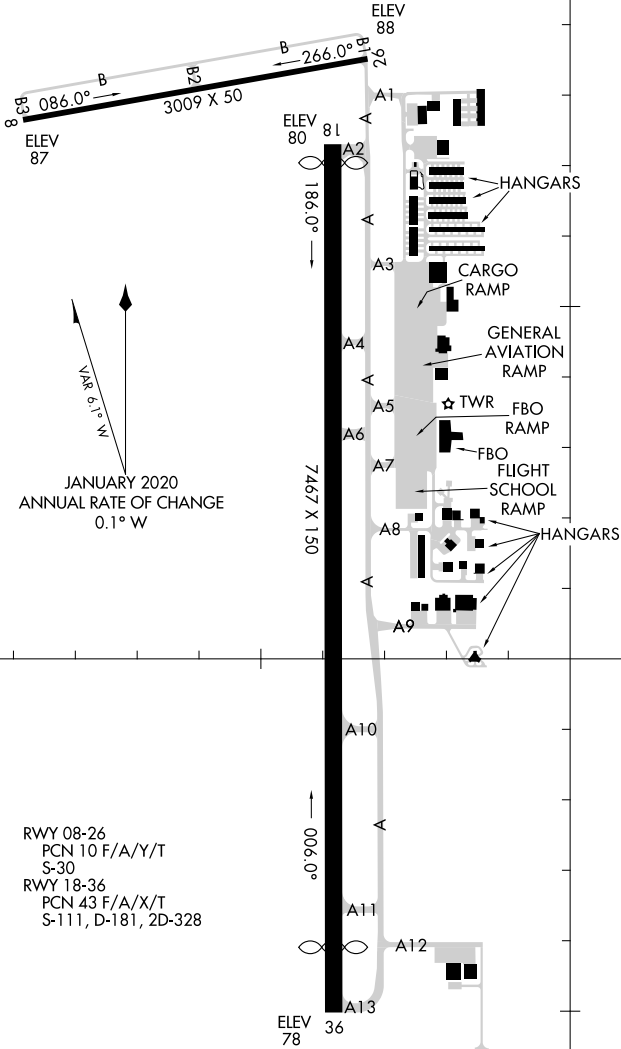 ELEV
88
B1
26
266.0°
B
B2
B
086.0°
B3
8
3009 X 50
ELEV
87
A1
A
ELEV
80
18
A2
HANGARS
186.0°
A
A3
CARGO
RAMP
A4
GENERAL
AVIATION
RAMP
VAR 6.1° W
A
A5
TWR
FBO
RAMP
A6
FBO
A7
FLIGHT
SCHOOL
RAMP
JANUARY 2020
ANNUAL RATE OF CHANGE
0.1° W
7467 X 150
A8
HANGARS
A
A9
A10
006.0°
A
RWY 08-26
PCN 10 F/A/Y/T
S-30
RWY 18-36
PCN 43 F/A/X/T
S-111, D-181, 2D-328
A11
A12
A13
ELEV
78
36